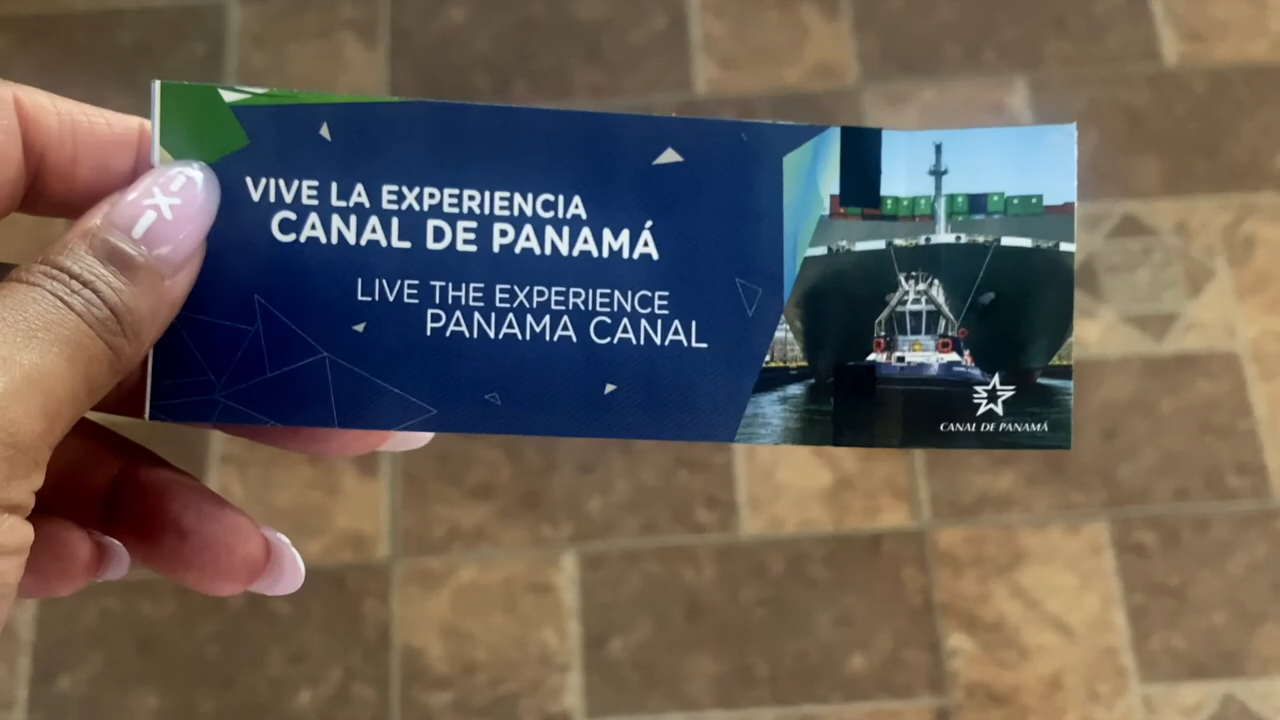 VIVE LA EXPERIENCIA
CANAL DE PANAMÁ
LIVE THE EXPERIENCE
PANAMA CANAL
CANAL DE PANAMÁ